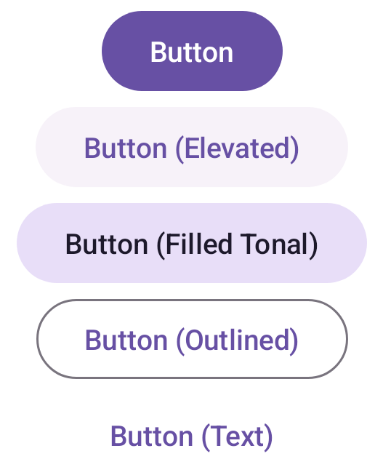 Button
Button (Elevated)
Button (Filled Tonal)
Button (Outlined)
Button (Text)